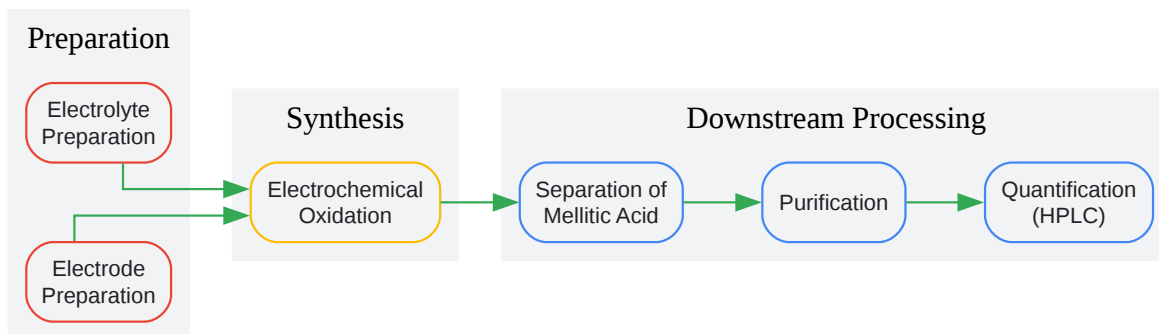 Preparation
Electrolyte
Preparation
Electrode
Preparation
Synthesis
Electrochemical
Oxidation
Downstream Processing
Separation of
Mellitic Acid
Purification
Quantification
(HPLC)